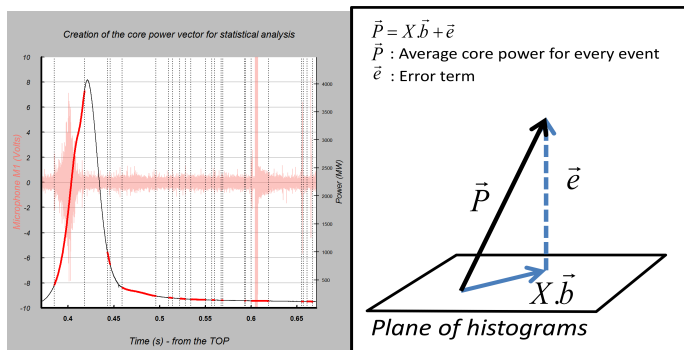 Creation of the core power vector for statistical analysis
10
8
6
4
2
0
-2
-4
-6
-8
-10
Microphone M1 (Volts)
4000
3000
2000
1000
500
Power (MW)
0.4 0.45 0.5 0.55 0.6 0.65
Time (s) - from the TOP
P⃗ = X.b⃗ + e⃗
P⃗ : Average core power for every event
e⃗ : Error term
P⃗
e⃗
X.b⃗
Plane of histograms